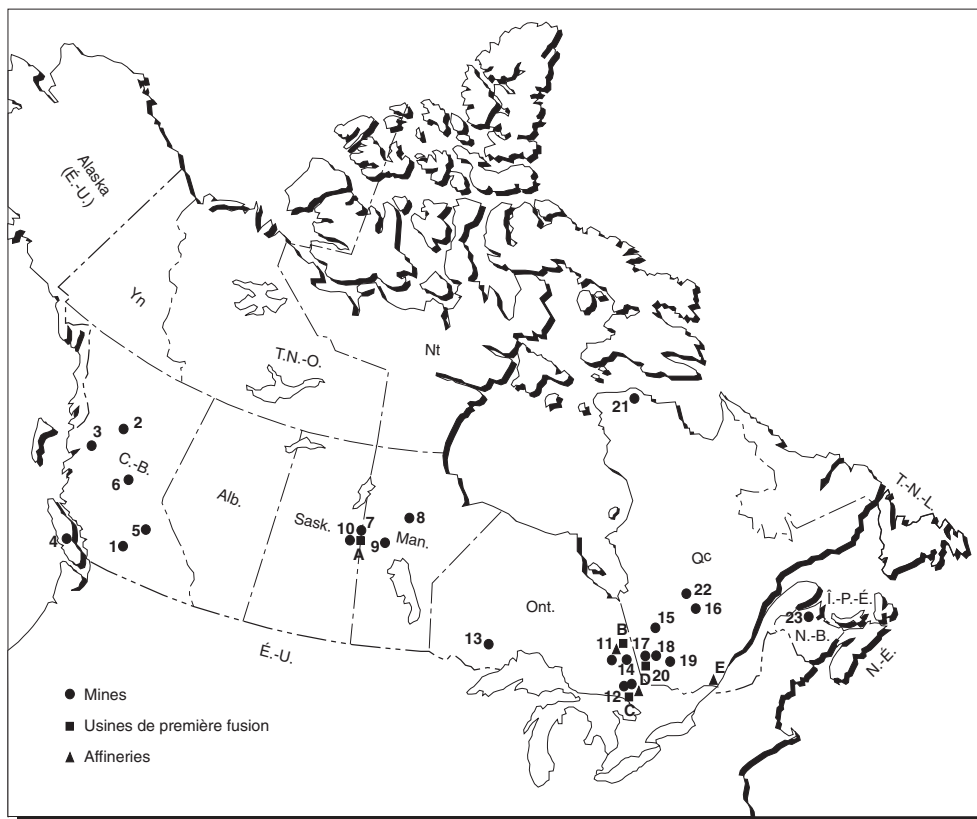 Alaska
(É.-U.)
Yn
T.N.-O.
Nt
21
3
2
C.-B.
6
Alb.
T.-N.-L.
4
5
1
Sask.
10
7
8
A
9
Man.
Qc
22
16
Ont.
15
Î.-P.-É.
23
N.-B.
N.-É.
13
É.-U.
B
11
17
18
14
19
20
E
D
12
C
Mines
Usines de première fusion
Affineries